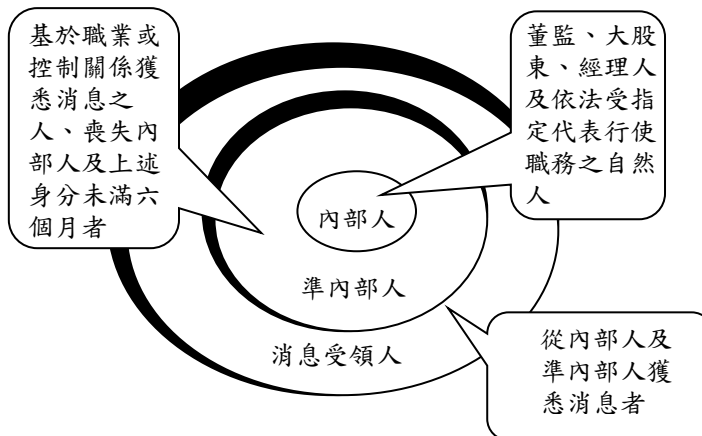 基於職業或
控制關係獲
悉消息之
人、喪失內
部人及上述
身分未滿六
個月者
董監、大股
東、經理人
及依法受指
定代表行使
職務之自然
人
內部人
準內部人
消息受領人
從內部人及
準內部人獲
悉消息者